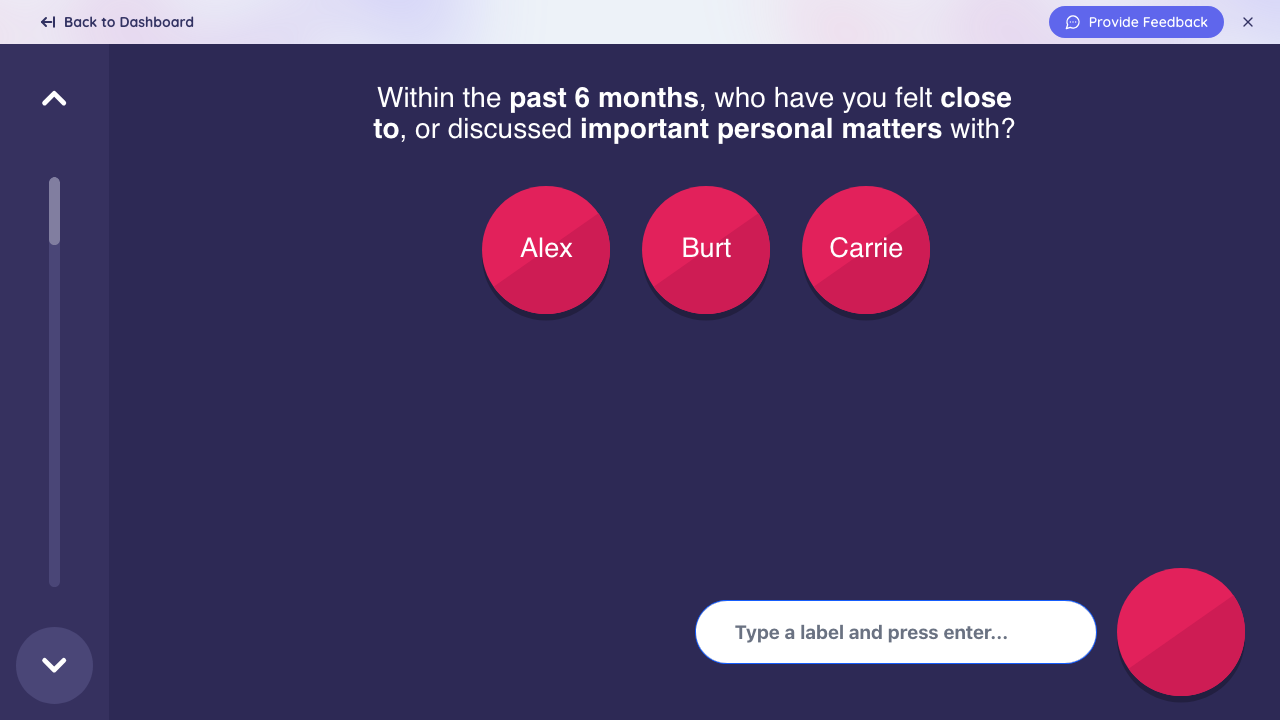 Back to Dashboard
Provide Feedback
Within the past 6 months, who have you felt close
to, or discussed important personal matters with?
Alex
Burt
Carrie
Type a label and press enter...